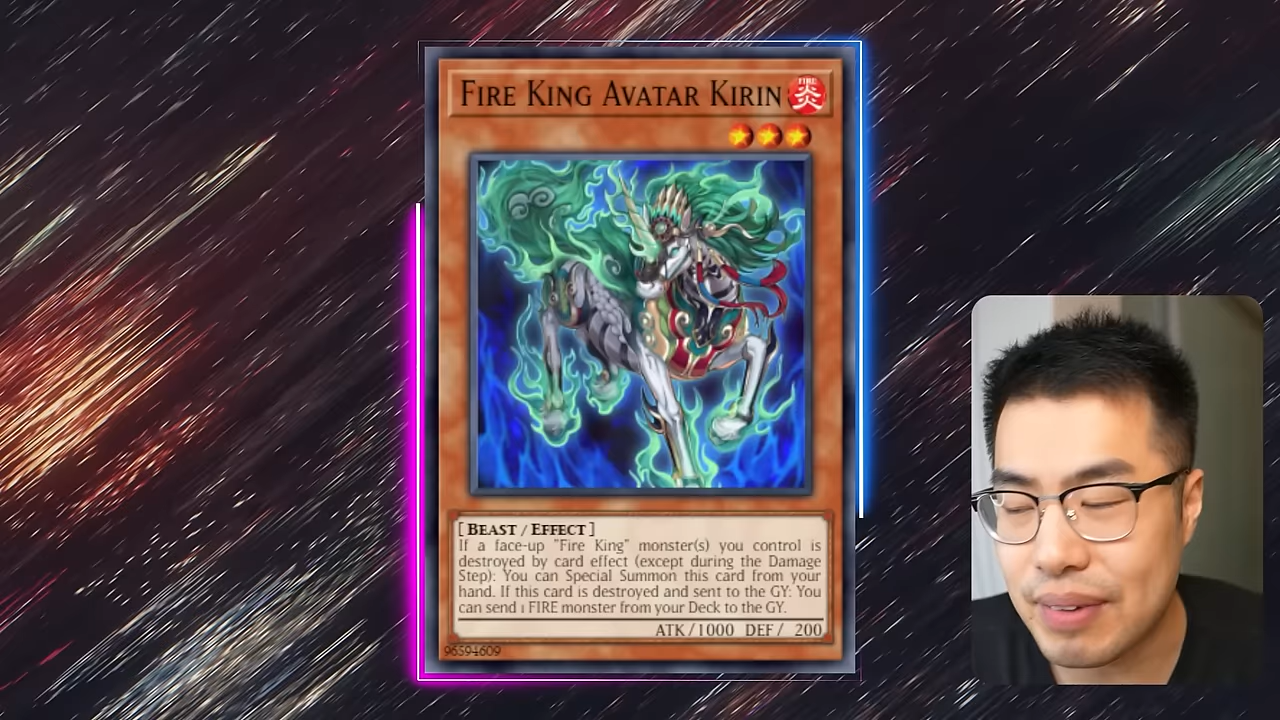 FIRE KING AVATAR KIRIN
FIRE
炎
[ BEAST / EFFECT ]
If a face-up "Fire King" monster(s) you control is
destroyed by card effect (except during the Damage
Step): You can Special Summon this card from your
hand. If this card is destroyed and sent to the GY: You
can send 1 FIRE monster from your Deck to the GY.
ATK/1000 DEF/ 200
96594609